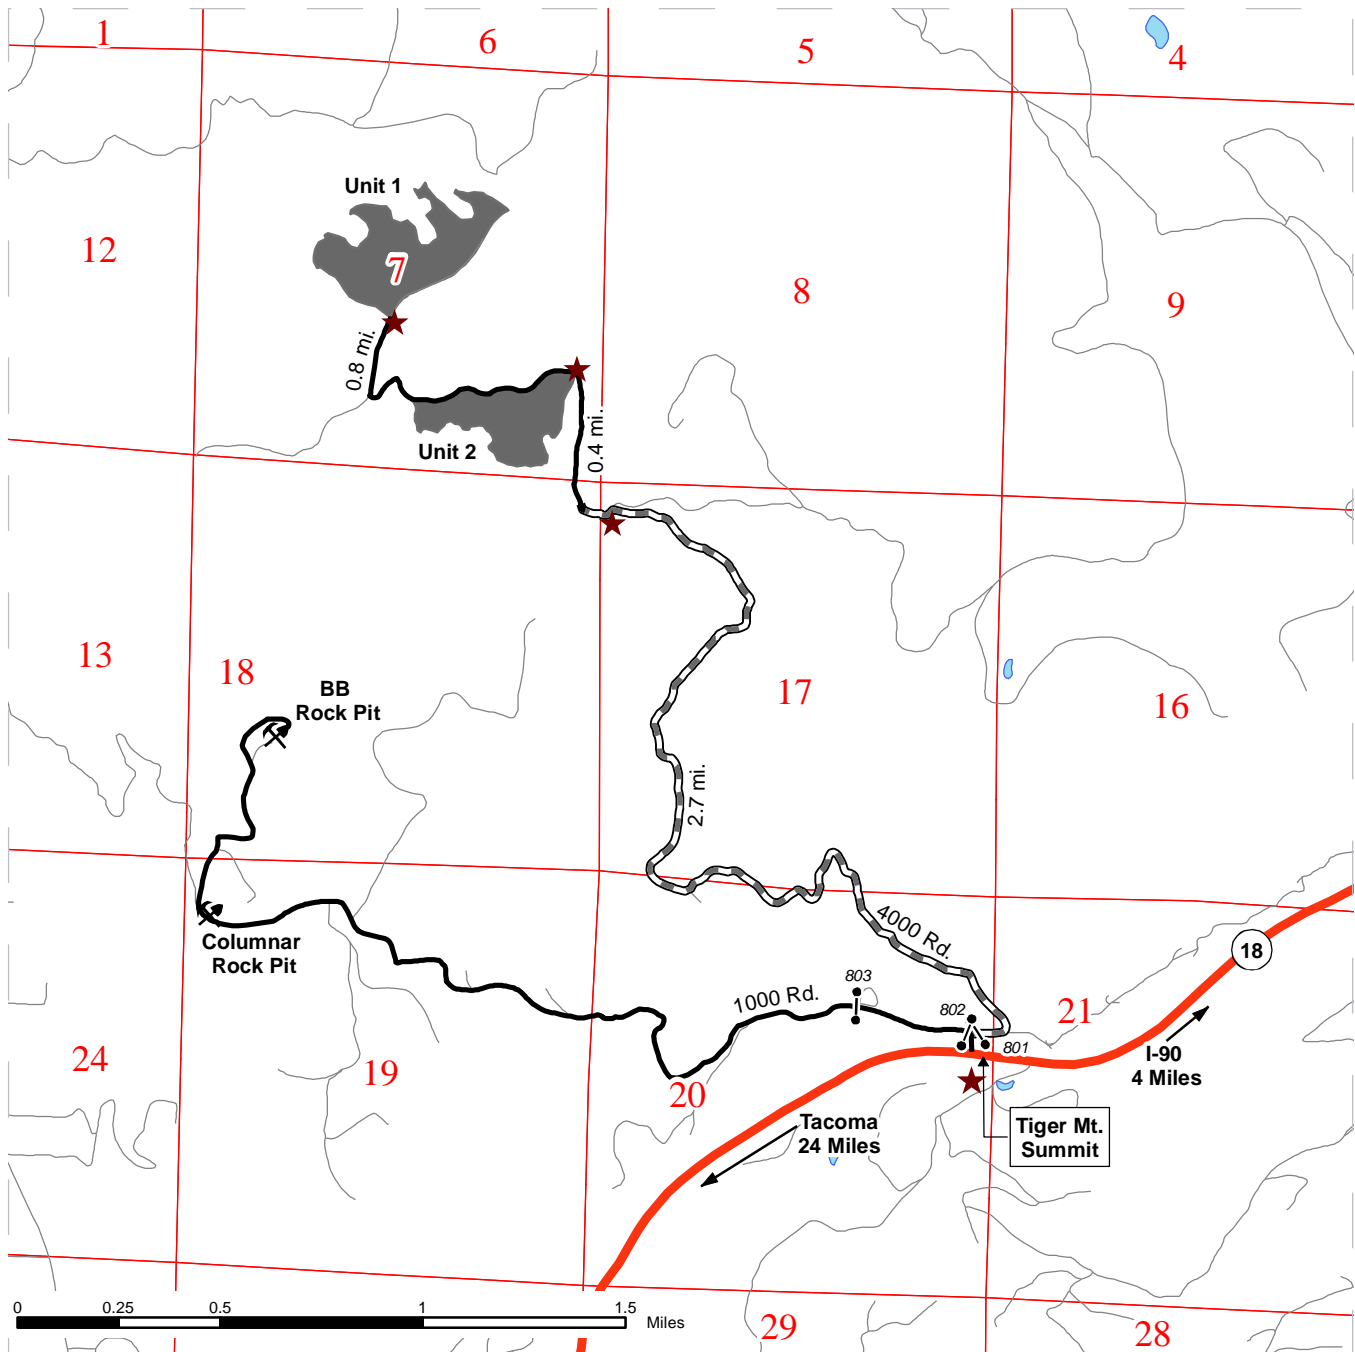 1
6
5
4
Unit 1
12
7
8
9
0.8 mi.
Unit 2
0.4 mi.
13
18
BB
Rock Pit
17
16
2.7 mi.
Columnar
Rock Pit
4000 Rd.
18
803
1000 Rd.
802
21
801
24
19
20
I-90
4 Miles
Tacoma
24 Miles
Tiger Mt.
Summit
0 0.25 0.5 1 1.5
Miles
29
28